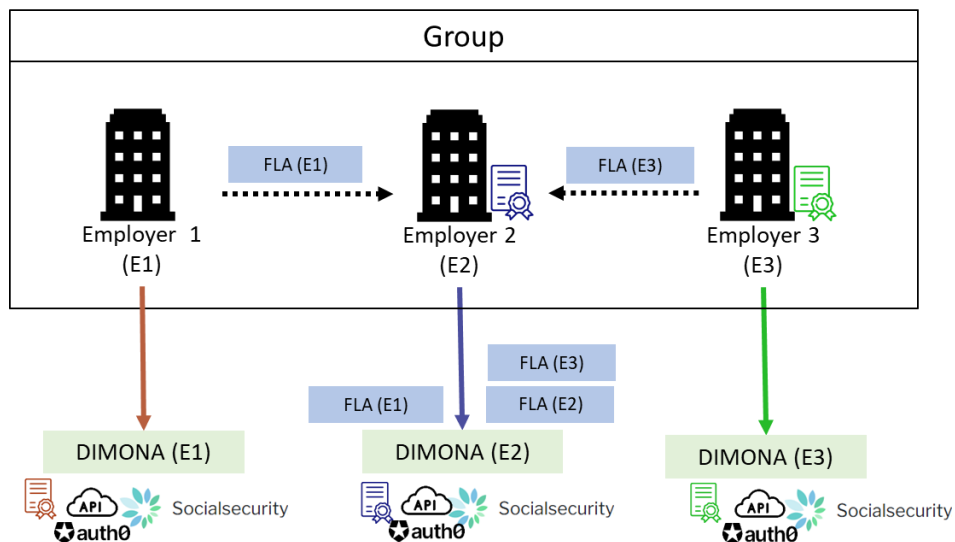 Group
FLA (E1)
FLA (E3)
Employer 1
(E1)
Employer 2
(E2)
Employer 3
(E3)
FLA (E3)
FLA (E1)
FLA (E2)
DIMONA (E1)
DIMONA (E2)
DIMONA (E3)
API
Socialsecurity
auth0
API
Socialsecurity
auth0
API
Socialsecurity
auth0